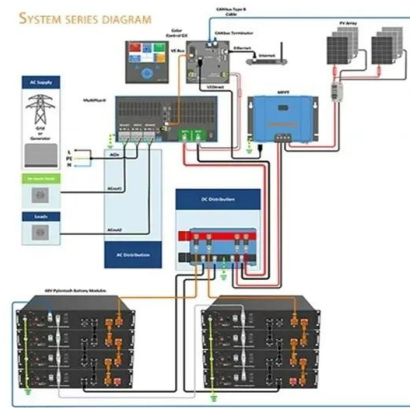 SYSTEM SERIES DIAGRAM
CANbus Type B
Cable
Color
Control GX
CANbus Terminator
PV Array
VE Bus
Ethernet
Internet
AC Supply
MultiPlus-II
VE.Direct
MPPT
Grid
or
Generator
L
PE
N
ACin
ACout1
Loads
ACout2
DC Distribution
AC Distribution
48V Pylontech Battery Modules